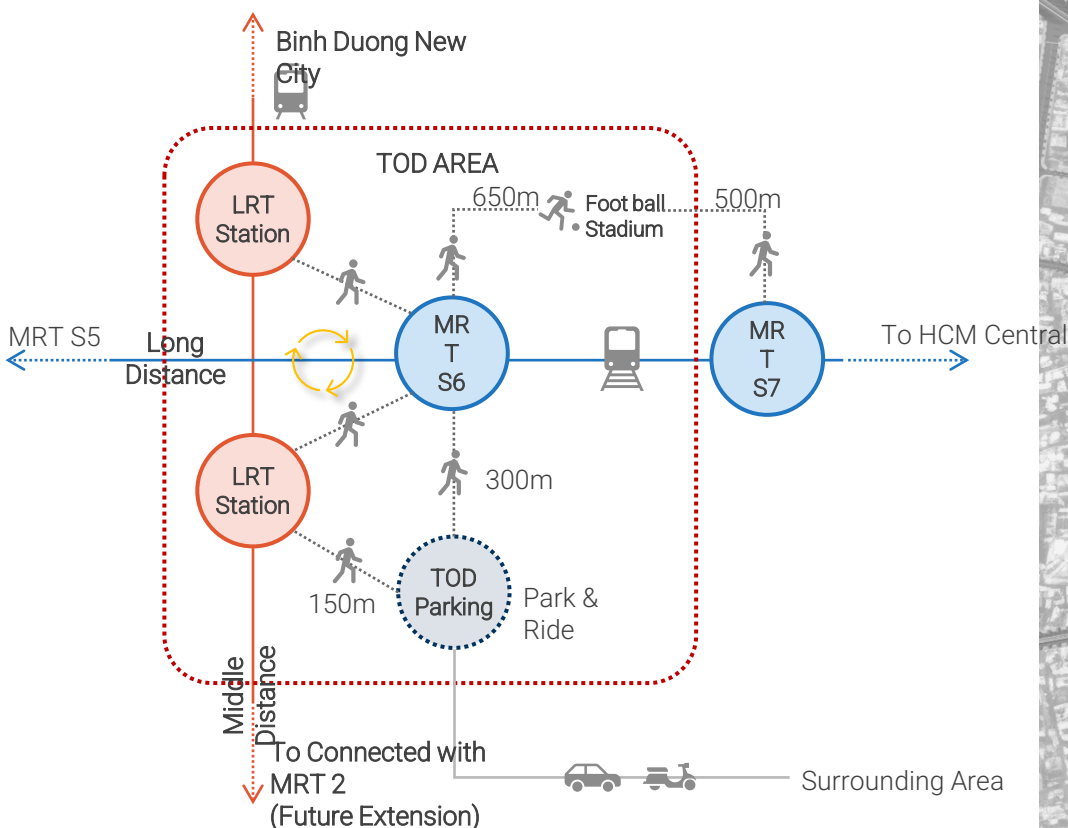 Binh Duong New
City
TOD AREA
650m
Foot ball
Stadium
500m
LRT
Station
MRT S5
Long
Distance
MR
T
S6
MR
T
S7
To HCM Central
LRT
Station
300m
150m
TOD
Parking
Park &
Ride
Middle
Distance
To Connected with
MRT 2
(Future Extension)
Surrounding Area